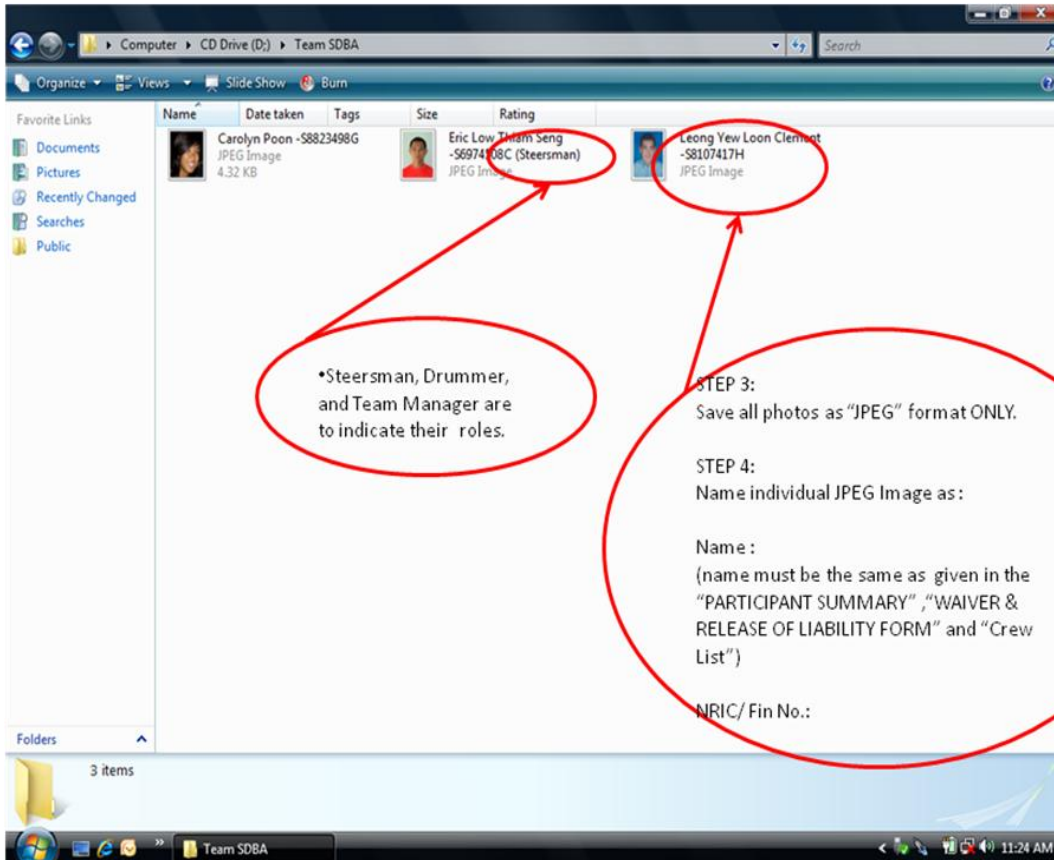 Computer ▸ CD Drive (D:) ▸ Team SDBA
Search
Organize
Views
Slide Show
Burn
Favorite Links
Documents
Pictures
Recently Changed
Searches
Public
Name Date taken Tags Size Rating
Carolyn Poon -S8823498G
JPEG Image
4.32 KB
Eric Low Thiam Seng
-S6974108C (Steersman)
JPEG Image
Leong Yew Loon Clement
-S8107417H
JPEG Image
•Steersman, Drummer,
and Team Manager are
to indicate their roles.
STEP 3:
Save all photos as "JPEG" format ONLY.
STEP 4:
Name individual JPEG Image as :
Name :
(name must be the same as given in the
"PARTICIPANT SUMMARY" ,"WAIVER &
RELEASE OF LIABILITY FORM" and "Crew
List")
NRIC/ Fin No.:
Folders
3 items
Team SDBA
11:24 AM